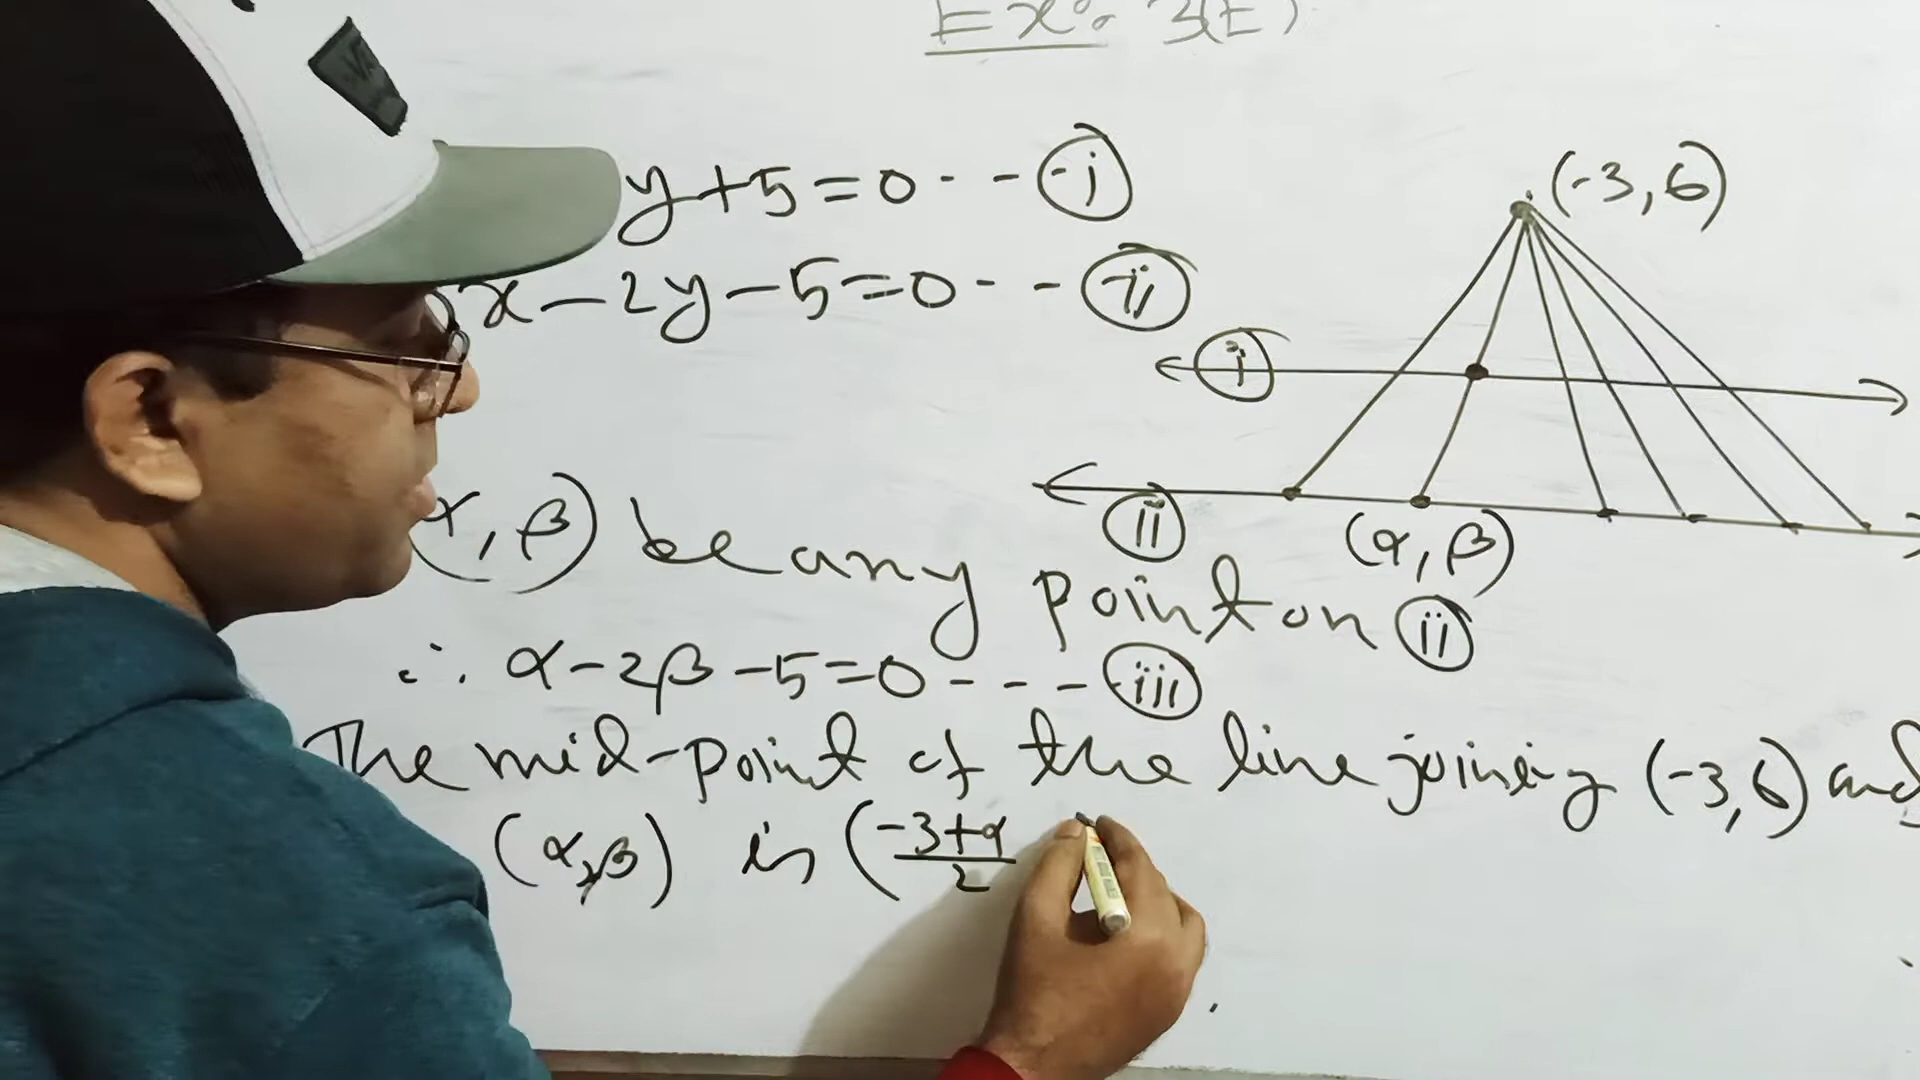 Ex: 3(E)
y+5=0 - - (i)
x-2y-5=0 - - (ii)
(-3, 6)
(i)
(ii)
(α, β)
α, β) be any point on (ii)
∴ α-2β-5=0 - - - (iii)
The mid-point of the line joining (-3,6) and
(α,β) is (-3+α/2